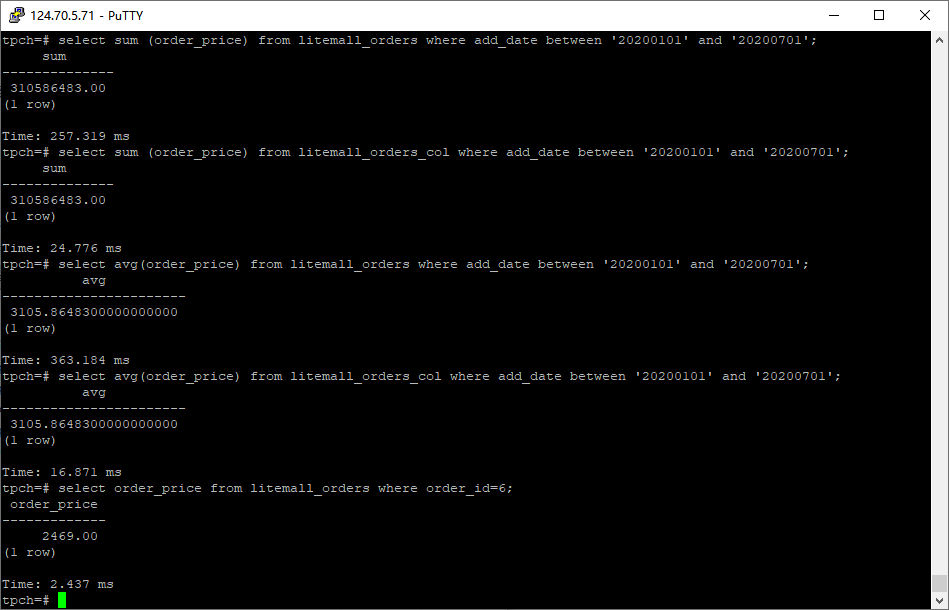 124.70.5.71 - PuTTY
tpch=# select sum (order_price) from litemall_orders where add_date between '20200101' and '20200701';
     sum
--------------
 310586483.00
(1 row)

Time: 257.319 ms
tpch=# select sum (order_price) from litemall_orders_col where add_date between '20200101' and '20200701';
     sum
--------------
 310586483.00
(1 row)

Time: 24.776 ms
tpch=# select avg(order_price) from litemall_orders where add_date between '20200101' and '20200701';
          avg
-----------------------
 3105.8648300000000000
(1 row)

Time: 363.184 ms
tpch=# select avg(order_price) from litemall_orders_col where add_date between '20200101' and '20200701';
          avg
-----------------------
 3105.8648300000000000
(1 row)

Time: 16.871 ms
tpch=# select order_price from litemall_orders where order_id=6;
 order_price
-------------
     2469.00
(1 row)

Time: 2.437 ms
tpch=#